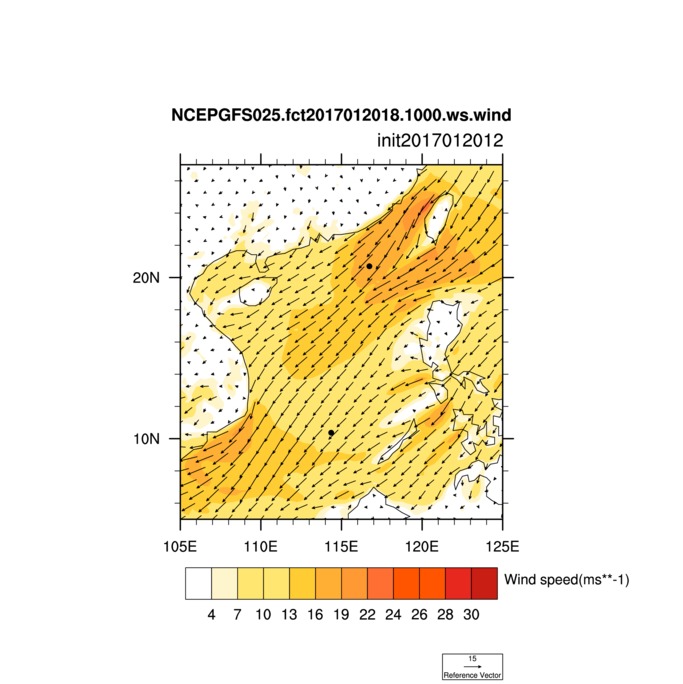 NCEPGFS025.fct2017012018.1000.ws.wind
init2017012012
20N
10N
105E 110E 115E 120E 125E
Wind speed(ms**-1)
4 7 10 13 16 19 22 24 26 28 30
15
Reference Vector